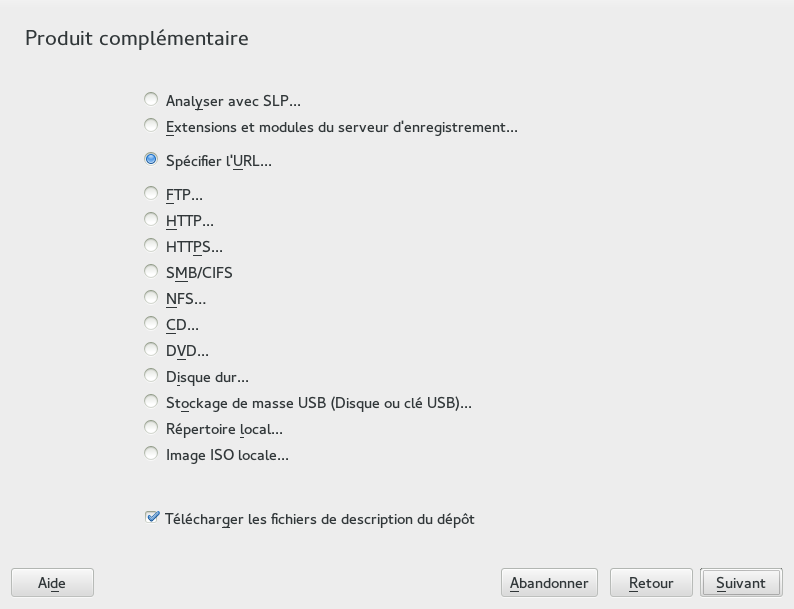 Produit complémentaire
Analyser avec SLP...
Extensions et modules du serveur d'enregistrement...
Spécifier l'URL...
FTP...
HTTP...
HTTPS...
SMB/CIFS
NFS...
CD...
DVD...
Disque dur...
Stockage de masse USB (Disque ou clé USB)...
Répertoire local...
Image ISO locale...
Télécharger les fichiers de description du dépôt
Aide
Abandonner
Retour
Suivant